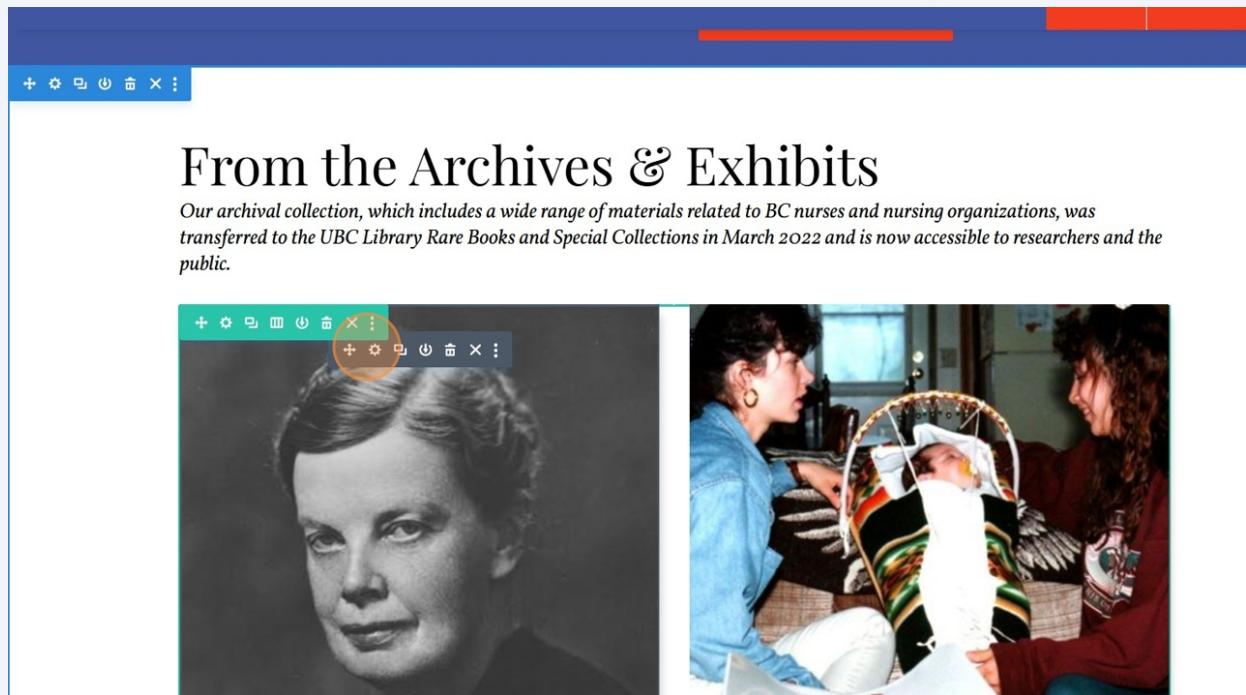 From the Archives & Exhibits
Our archival collection, which includes a wide range of materials related to BC nurses and nursing organizations, was
transferred to the UBC Library Rare Books and Special Collections in March 2022 and is now accessible to researchers and the
public.